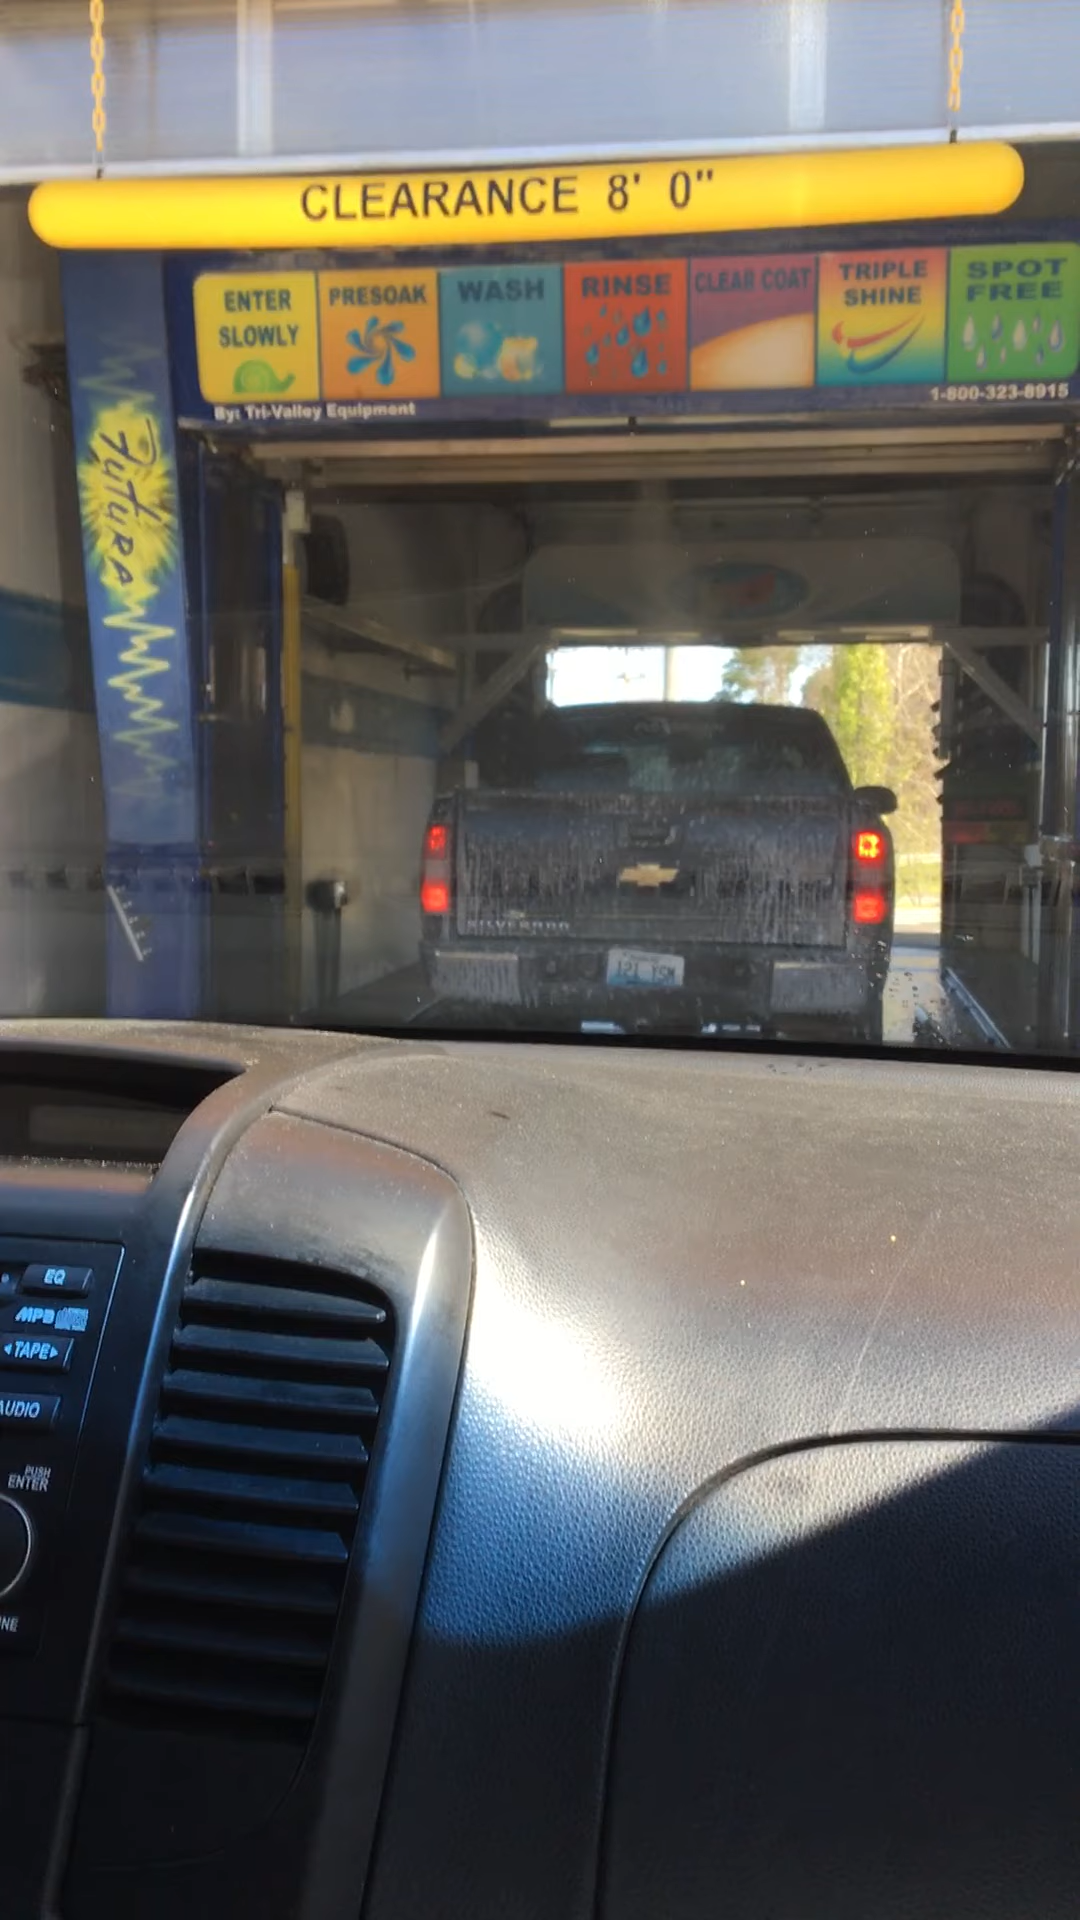 CLEARANCE 8' 0"
ENTER
SLOWLY
PRESOAK
WASH
RINSE
CLEAR COAT
TRIPLE
SHINE
SPOT
FREE
By: Tri-Valley Equipment
1-800-323-8915
FUTURA
SILVERADO
EQ
MP3
◄TAPE►
AUDIO
PUSH
ENTER